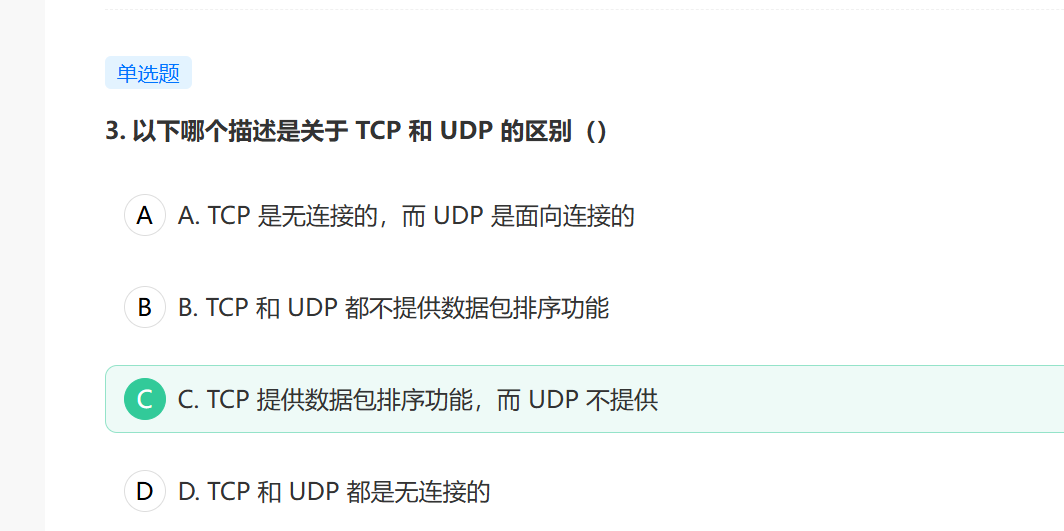 单选题
3. 以下哪个描述是关于 TCP 和 UDP 的区别（）
A A. TCP 是无连接的，而 UDP 是面向连接的
B B. TCP 和 UDP 都不提供数据包排序功能
C C. TCP 提供数据包排序功能，而 UDP 不提供
D D. TCP 和 UDP 都是无连接的